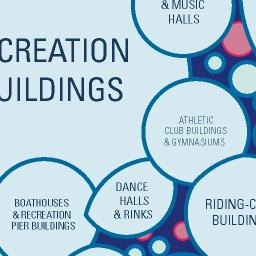 & MUSIC
HALLS
CREATION
UILDINGS
ATHLETIC
CLUB BUILDINGS
& GYMNASIUMS
DANCE
HALLS
& RINKS
BOATHOUSES
& RECREATION
PIER BUILDINGS
RIDING-C
BUILDIN